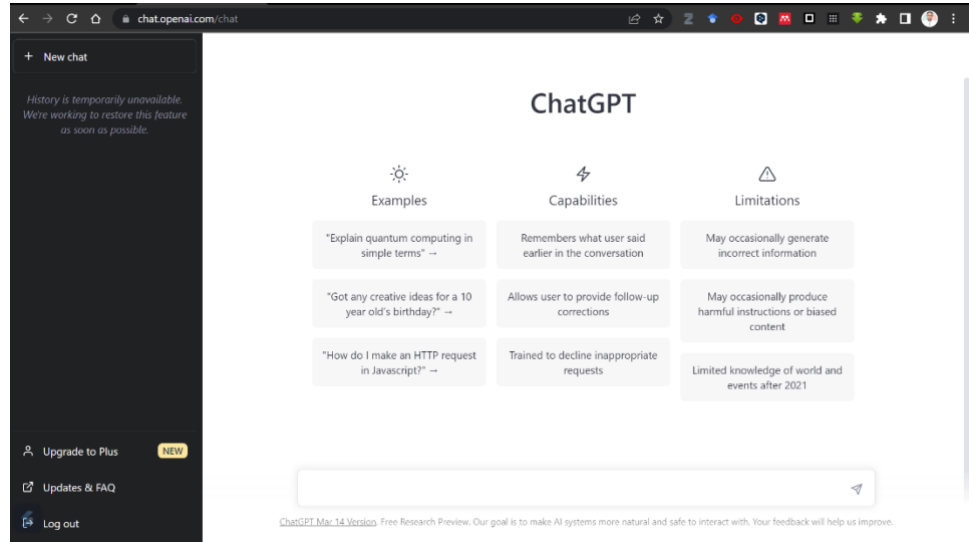 chat.openai.com/chat
+ New chat
History is temporarily unavailable.
We're working to restore this feature
as soon as possible.
Upgrade to Plus NEW
Updates & FAQ
Log out
ChatGPT
Examples
"Explain quantum computing in
simple terms" →
"Got any creative ideas for a 10
year old's birthday?" →
"How do I make an HTTP request
in Javascript?" →
Capabilities
Remembers what user said
earlier in the conversation
Allows user to provide follow-up
corrections
Trained to decline inappropriate
requests
Limitations
May occasionally generate
incorrect information
May occasionally produce
harmful instructions or biased
content
Limited knowledge of world and
events after 2021
ChatGPT Mar 14 Version. Free Research Preview. Our goal is to make AI systems more natural and safe to interact with. Your feedback will help us improve.